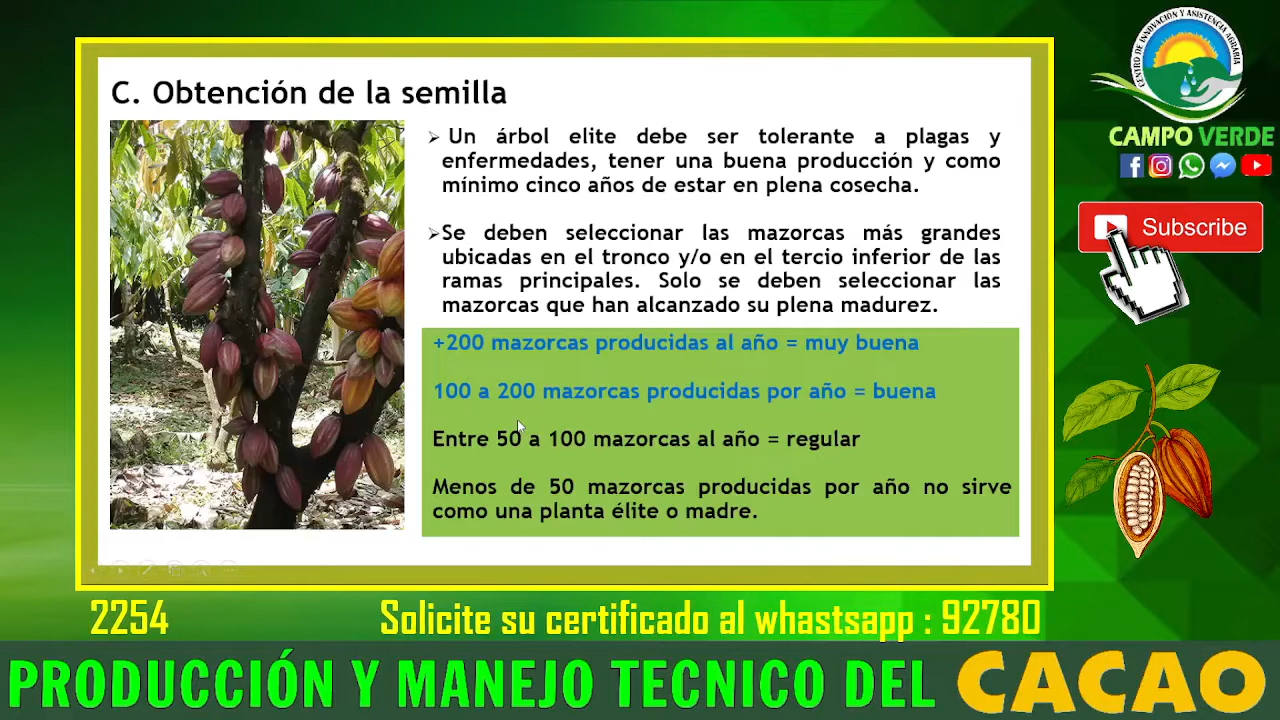 C. Obtención de la semilla
Un árbol elite debe ser tolerante a plagas y
enfermedades, tener una buena producción y como
mínimo cinco años de estar en plena cosecha.
Se deben seleccionar las mazorcas más grandes
ubicadas en el tronco y/o en el tercio inferior de las
ramas principales. Solo se deben seleccionar las
mazorcas que han alcanzado su plena madurez.
+200 mazorcas producidas al año = muy buena
100 a 200 mazorcas producidas por año = buena
Entre 50 a 100 mazorcas al año = regular
Menos de 50 mazorcas producidas por año no sirve
como una planta élite o madre.
CENTRO DE INNOVACIÓN Y ASISTENCIA AGRARIA
CAMPO VERDE
Subscribe
2254
Solicite su certificado al whastsapp : 92780
PRODUCCIÓN Y MANEJO TECNICO DEL CACAO